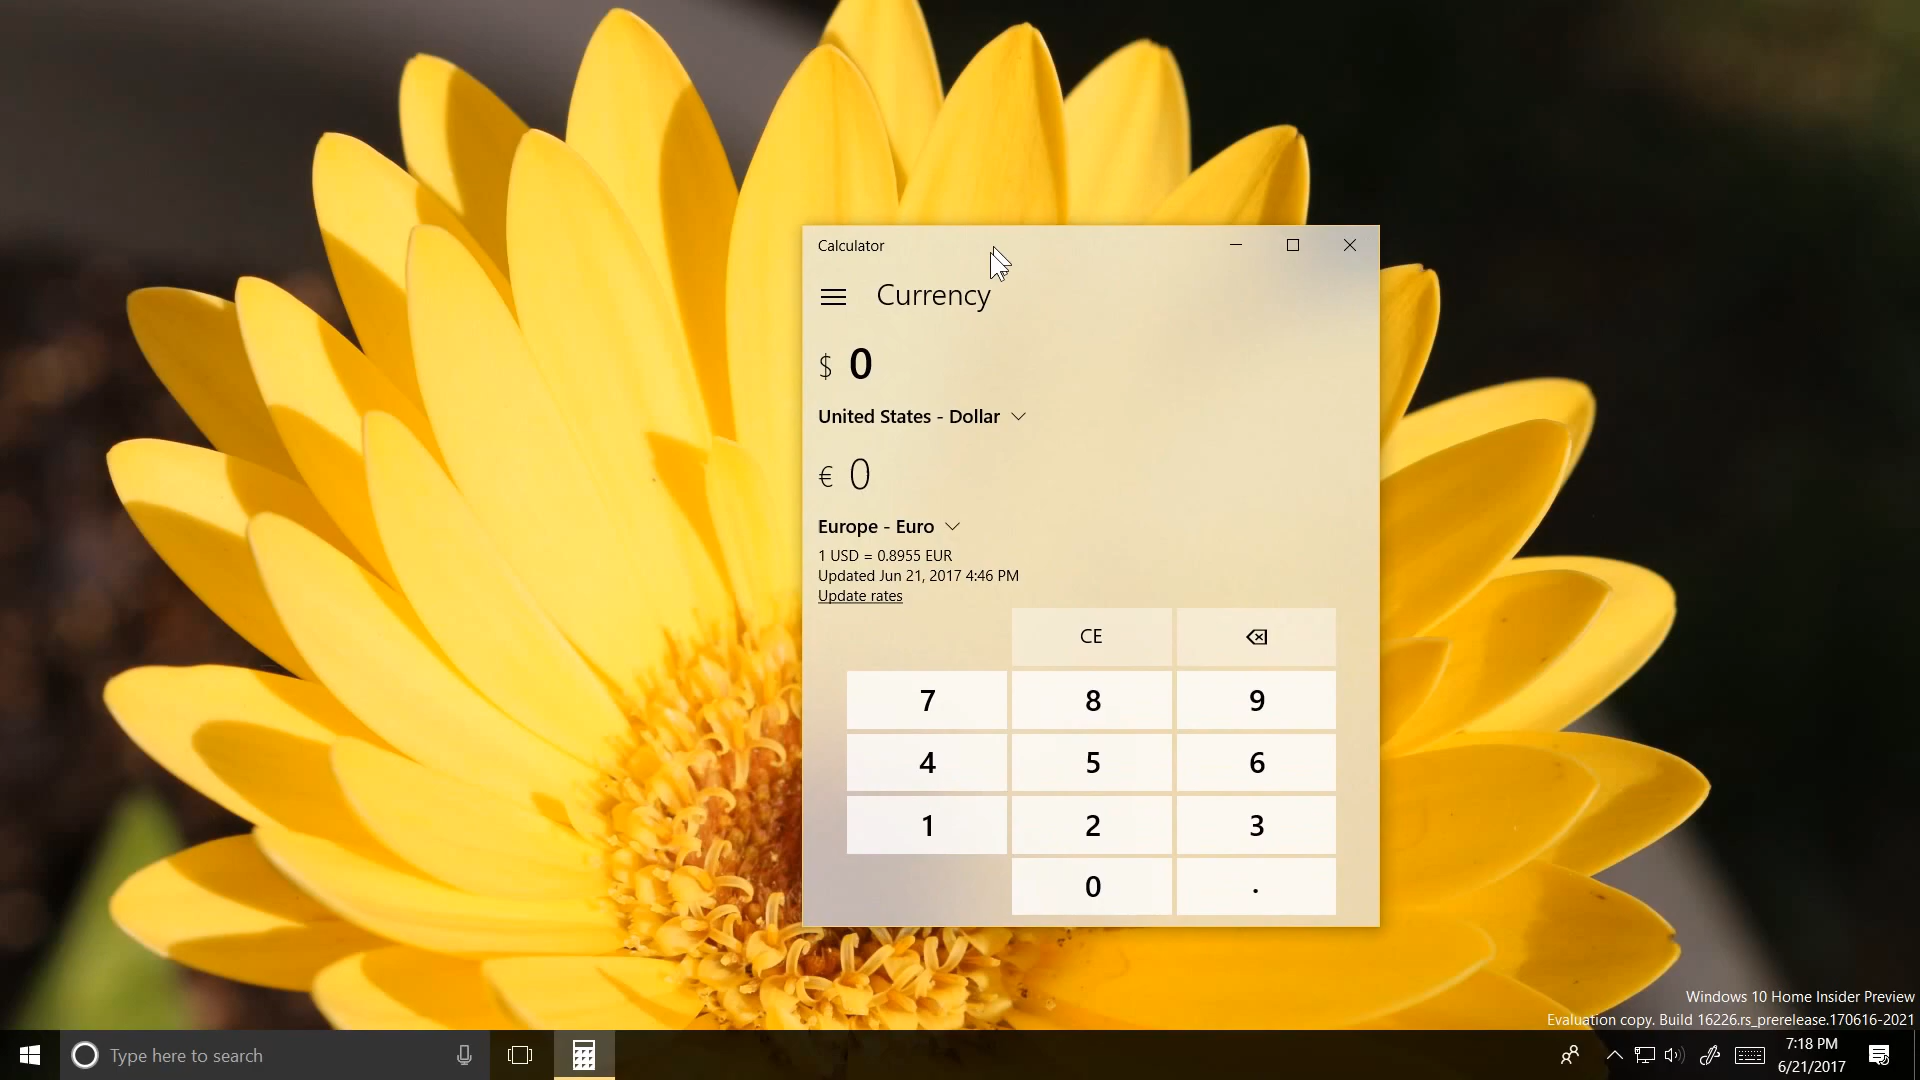 Calculator
Currency
$ 0
United States - Dollar
€ 0
Europe - Euro
1 USD = 0.8955 EUR
Updated Jun 21, 2017 4:46 PM
Update rates
CE
7 8 9
4 5 6
1 2 3
0 .
Windows 10 Home Insider Preview
Evaluation copy. Build 16226.rs_prerelease.170616-2021
Type here to search
7:18 PM
6/21/2017